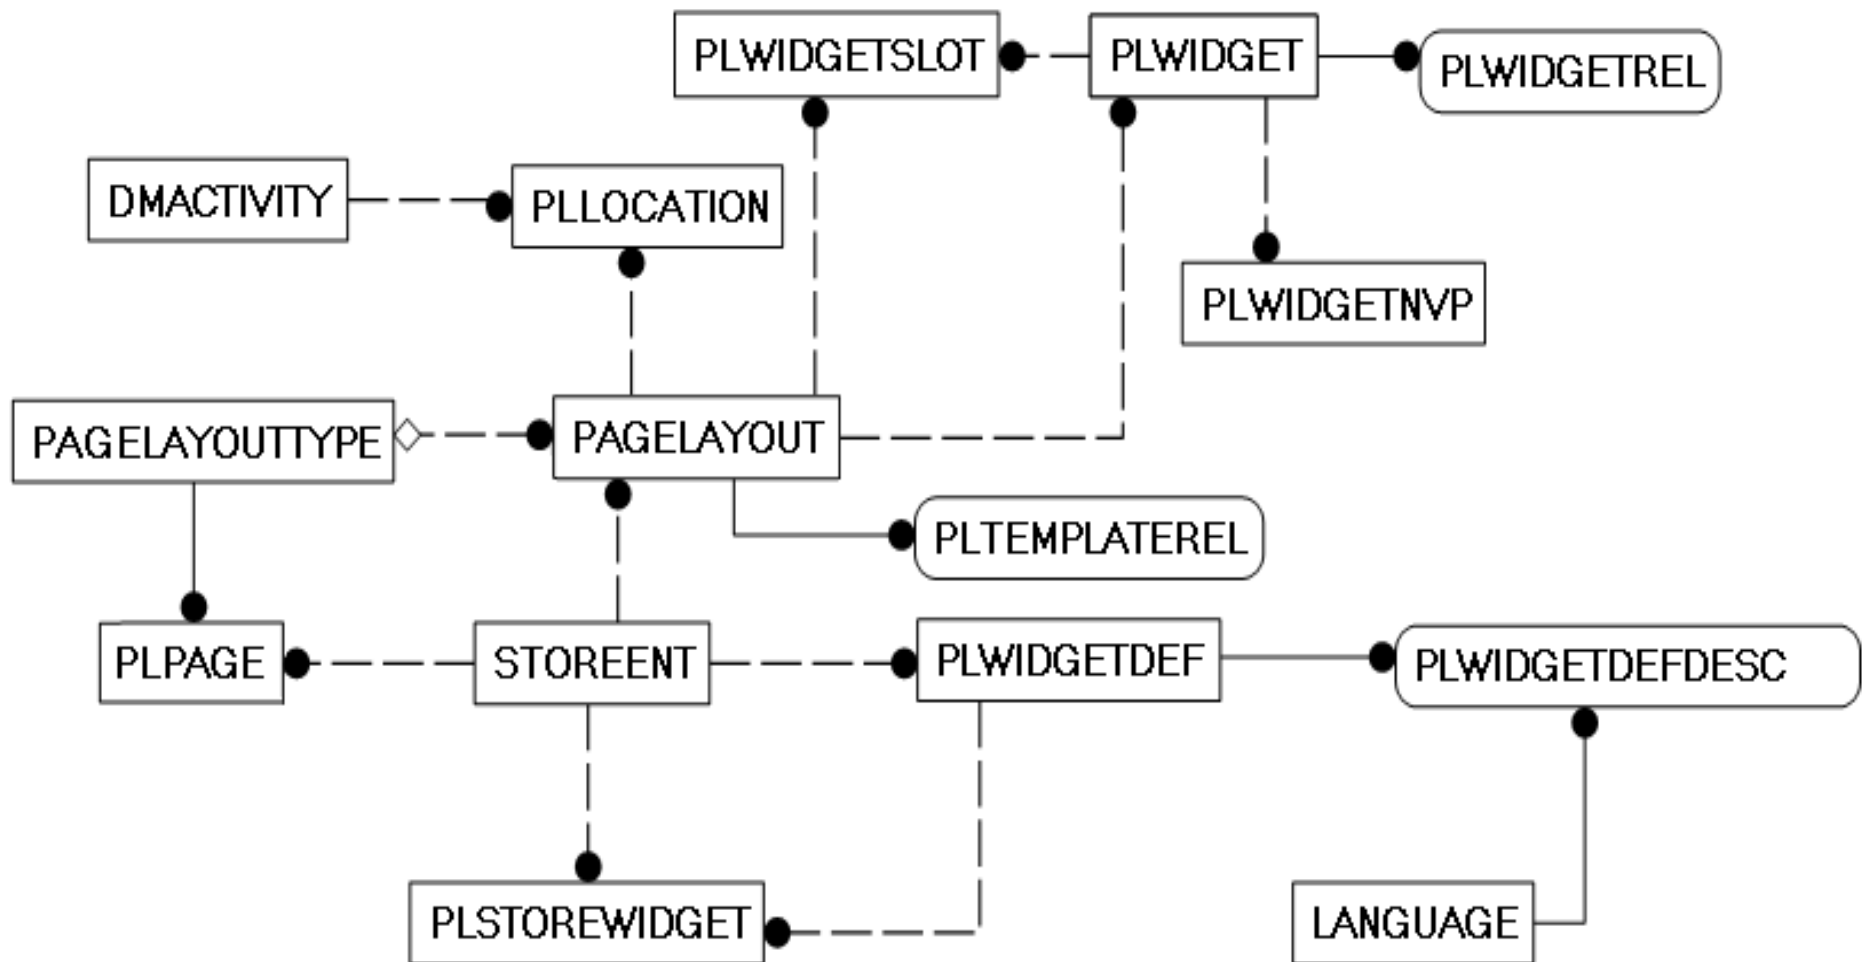 PLWIDGETSLOT
PLWIDGET
PLWIDGETREL
DMACTIVITY
PLLOCATION
PLWIDGETNVP
PAGELAYOUTTYPE
PAGELAYOUT
PLTEMPLATEREL
PLPAGE
STOREENT
PLWIDGETDEF
PLWIDGETDEFDESC
PLSTOREWIDGET
LANGUAGE